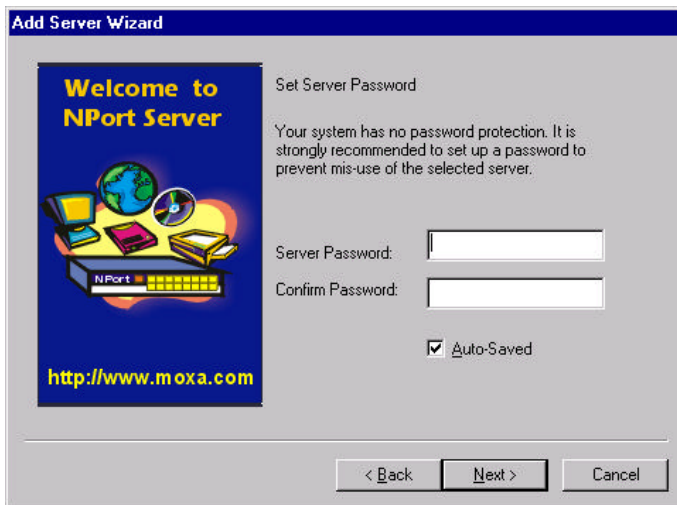 Add Server Wizard
Welcome to
NPort Server
NPort
http://www.moxa.com
Set Server Password
Your system has no password protection. It is
strongly recommended to set up a password to
prevent mis-use of the selected server.
Server Password:
Confirm Password:
Auto-Saved
< Back
Next >
Cancel